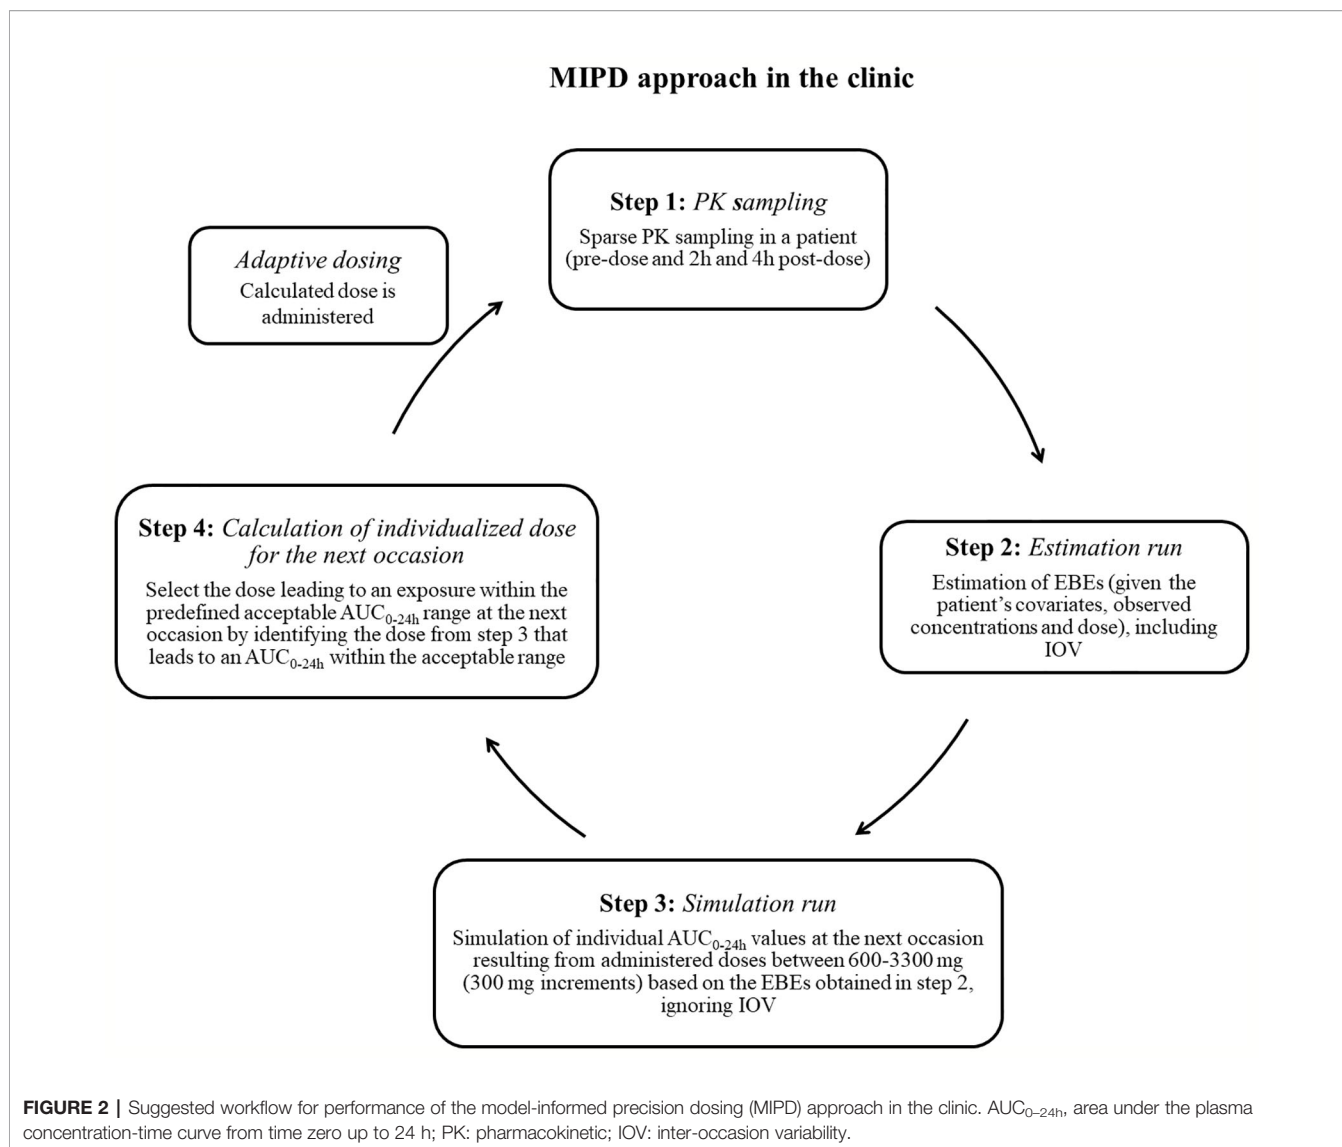 MIPD approach in the clinic
Step 1: PK sampling
Sparse PK sampling in a patient
(pre-dose and 2h and 4h post-dose)
Adaptive dosing
Calculated dose is
administered
Step 2: Estimation run
Estimation of EBEs (given the
patient's covariates, observed
concentrations and dose), including
IOV
Step 4: Calculation of individualized dose
for the next occasion
Select the dose leading to an exposure within the
predefined acceptable AUC0-24h range at the next
occasion by identifying the dose from step 3 that
leads to an AUC0-24h within the acceptable range
Step 3: Simulation run
Simulation of individual AUC0-24h values at the next occasion
resulting from administered doses between 600-3300 mg
(300 mg increments) based on the EBEs obtained in step 2,
ignoring IOV
FIGURE 2 | Suggested workflow for performance of the model-informed precision dosing (MIPD) approach in the clinic. AUC0–24h, area under the plasma
concentration-time curve from time zero up to 24 h; PK: pharmacokinetic; IOV: inter-occasion variability.